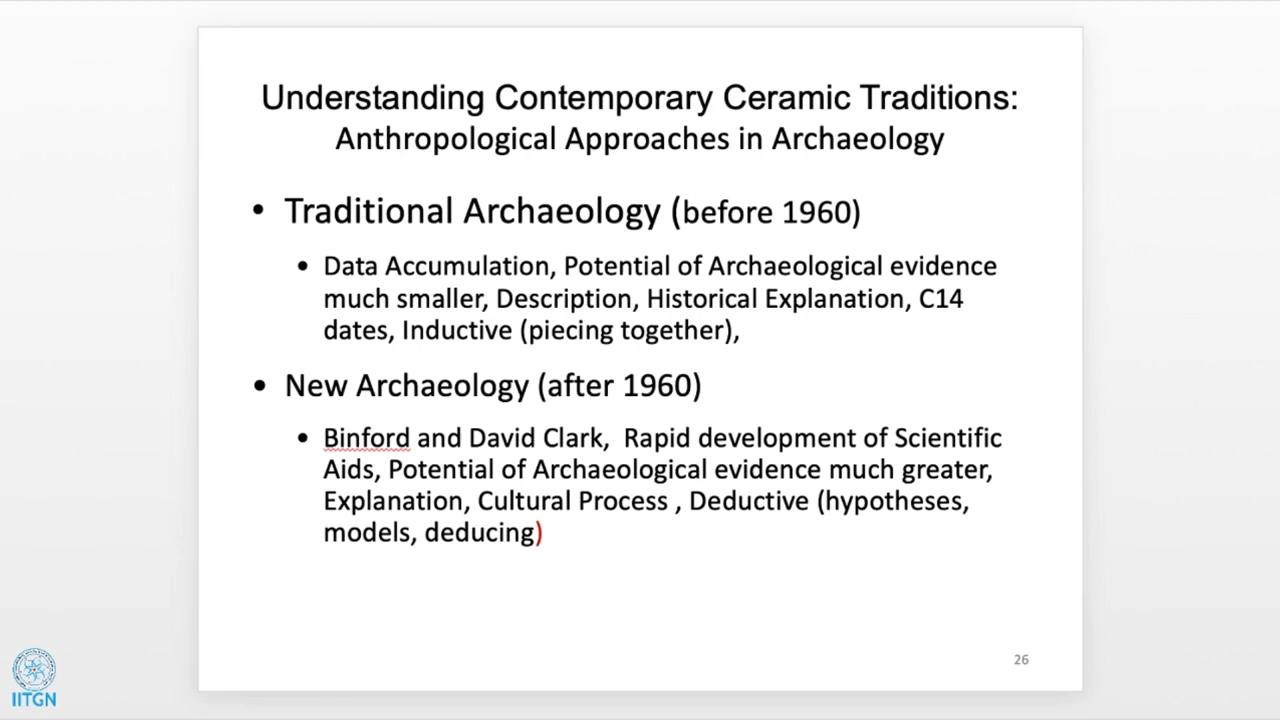 Understanding Contemporary Ceramic Traditions:
Anthropological Approaches in Archaeology
• Traditional Archaeology (before 1960)
• Data Accumulation, Potential of Archaeological evidence
much smaller, Description, Historical Explanation, C14
dates, Inductive (piecing together),
• New Archaeology (after 1960)
• Binford and David Clark,  Rapid development of Scientific
Aids, Potential of Archaeological evidence much greater,
Explanation, Cultural Process , Deductive (hypotheses,
models, deducing)
26
IITGN